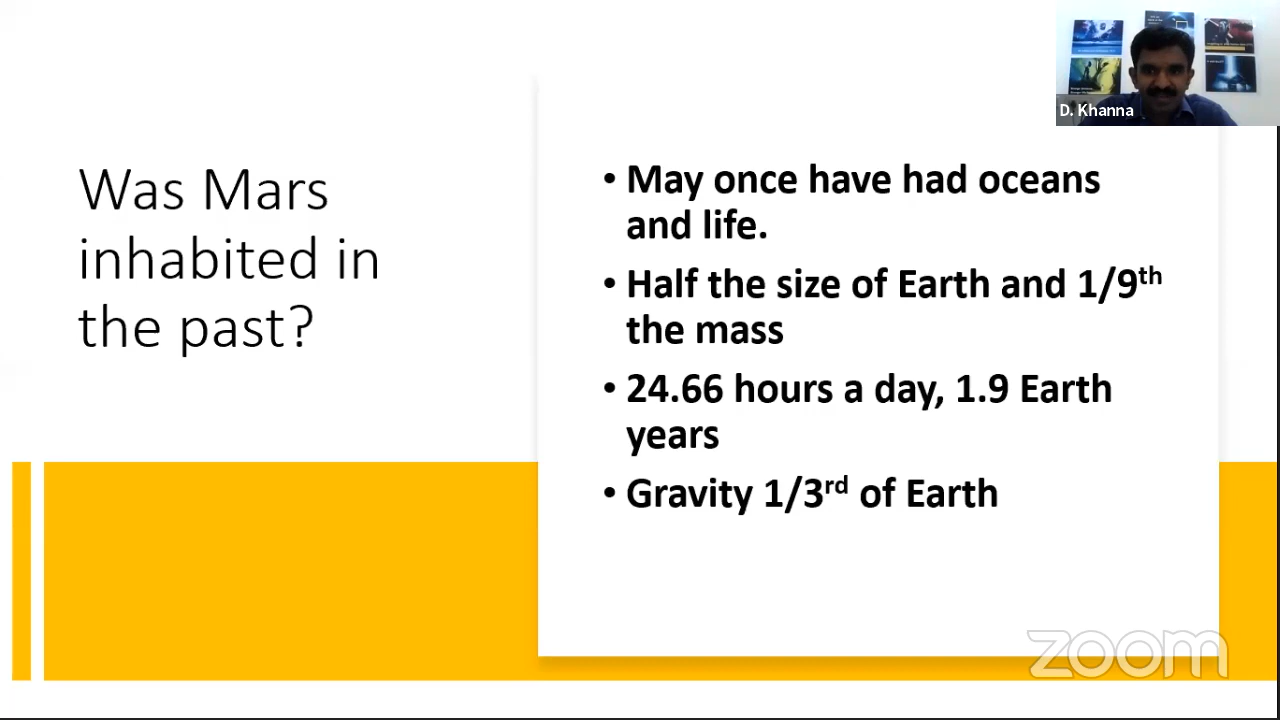 Was Mars
inhabited in
the past?
D. Khanna
• May once have had oceans
and life.
• Half the size of Earth and 1/9th
the mass
• 24.66 hours a day, 1.9 Earth
years
• Gravity 1/3rd of Earth
zoom